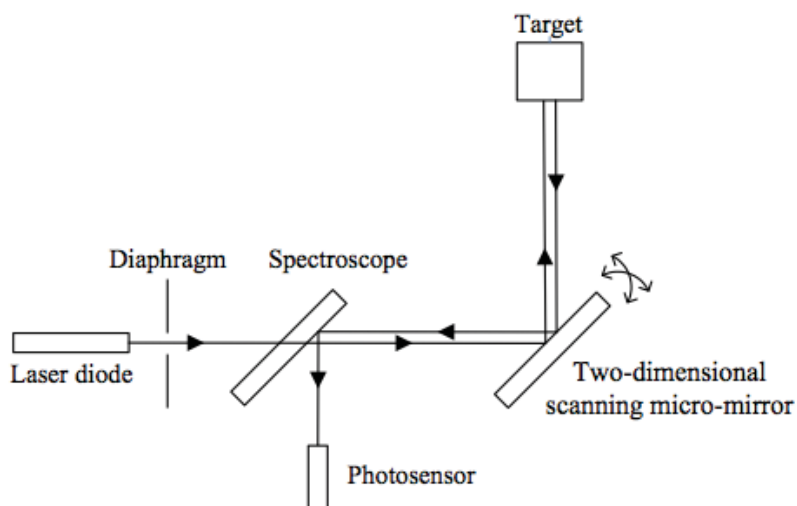 Target
Diaphragm
Spectroscope
Laser diode
Two-dimensional
scanning micro-mirror
Photosensor